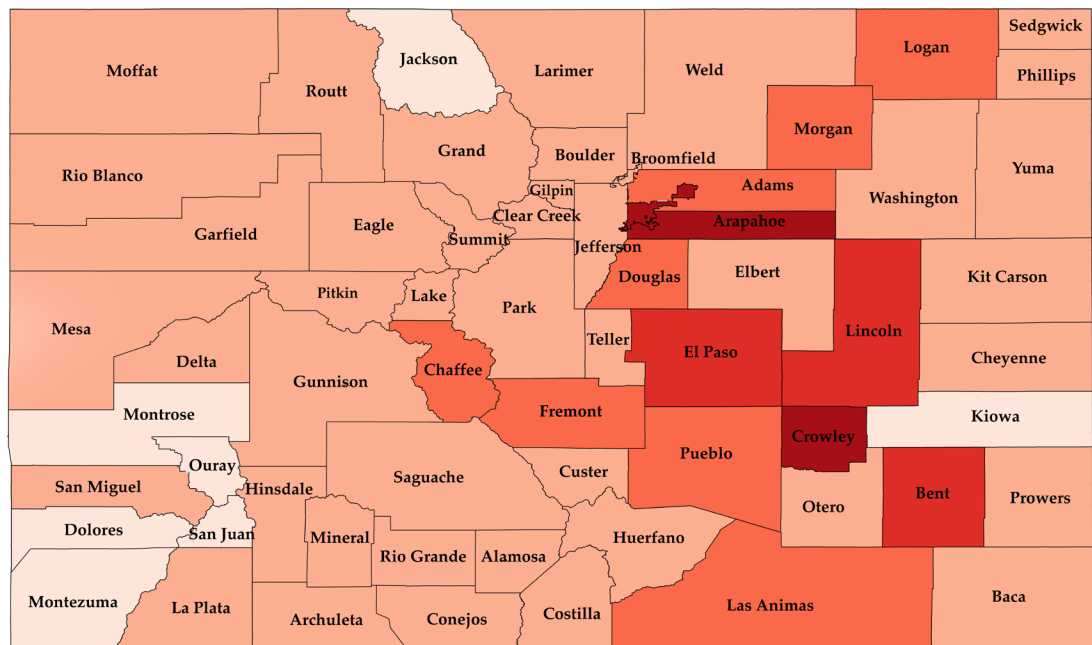 Sedgwick
Logan
Jackson
Larimer
Weld
Moffat
Phillips
Routt
Morgan
Grand
Boulder
Broomfield
Yuma
Rio Blanco
Adams
Gilpin
Washington
Clear Creek
Arapahoe
Eagle
Garfield
Summit
Jefferson
Elbert
Douglas
Kit Carson
Pitkin
Lake
Park
Mesa
Lincoln
Teller
El Paso
Cheyenne
Delta
Chaffee
Gunnison
Fremont
Montrose
Kiowa
Crowley
Pueblo
Ouray
Custer
Saguache
San Miguel
Hinsdale
Bent
Prowers
Otero
Dolores
San Juan
Mineral
Huerfano
Rio Grande
Alamosa
Baca
Montezuma
La Plata
Las Animas
Costilla
Archuleta
Conejos